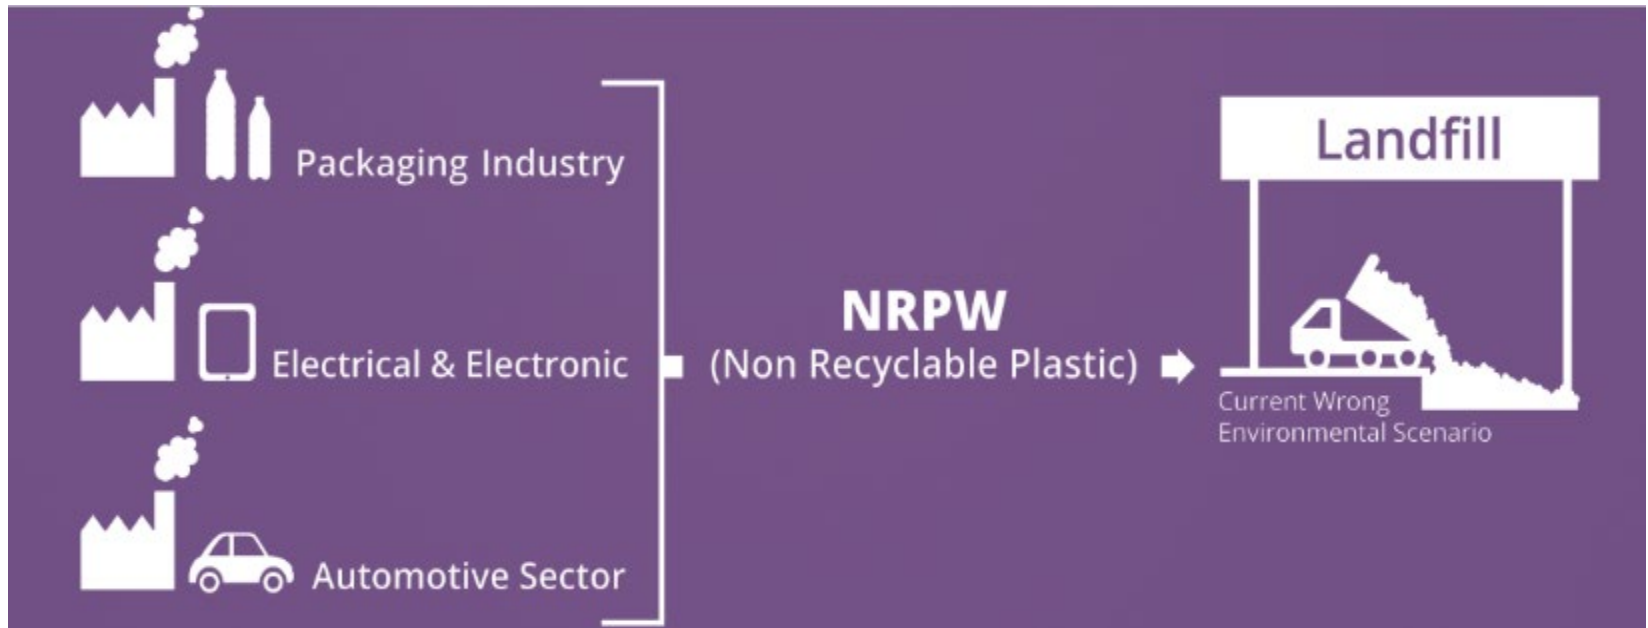 Packaging Industry
Electrical & Electronic
Automotive Sector
NRPW
(Non Recyclable Plastic)
Landfill
Current Wrong
Environmental Scenario